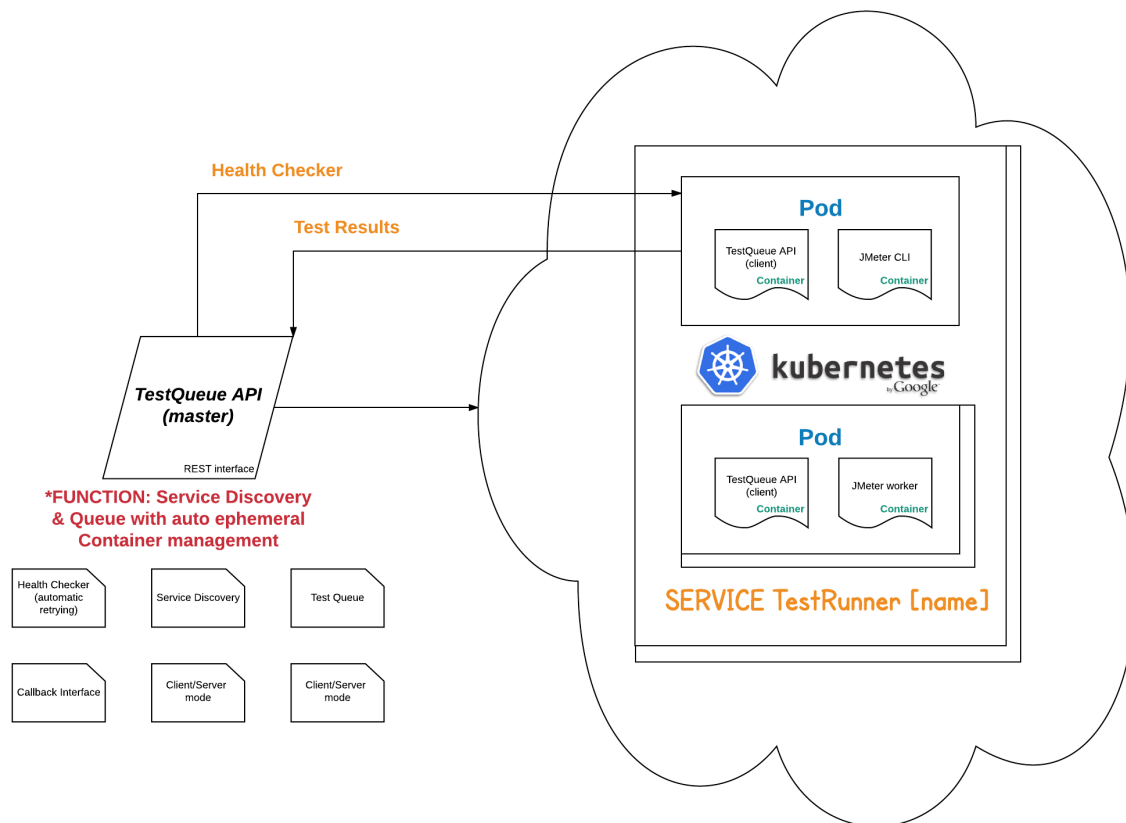 Health Checker
Test Results
Pod
TestQueue API
(client)
Container
JMeter CLI
Container
kubernetes
by Google
TestQueue API
(master)
REST interface
Pod
TestQueue API
(client)
Container
JMeter worker
Container
*FUNCTION: Service Discovery
& Queue with auto ephemeral
Container management
SERVICE TestRunner [name]
Health Checker
(automatic
retrying)
Service Discovery
Test Queue
Callback Interface
Client/Server
mode
Client/Server
mode